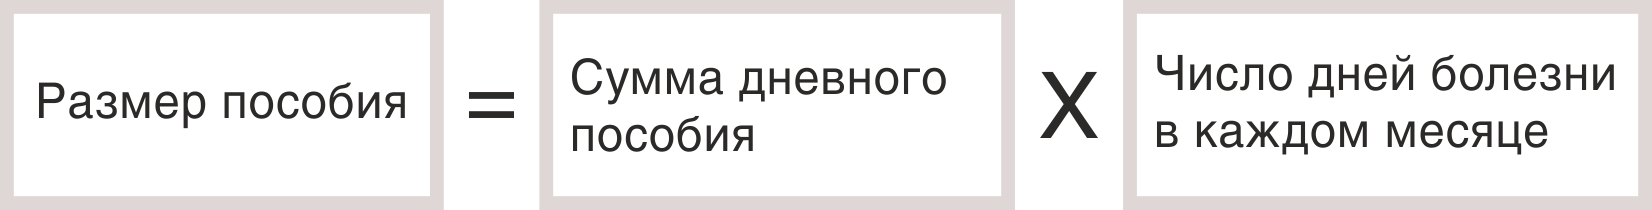 Размер пособия
=
Сумма дневного
пособия
X
Число дней болезни
в каждом месяце